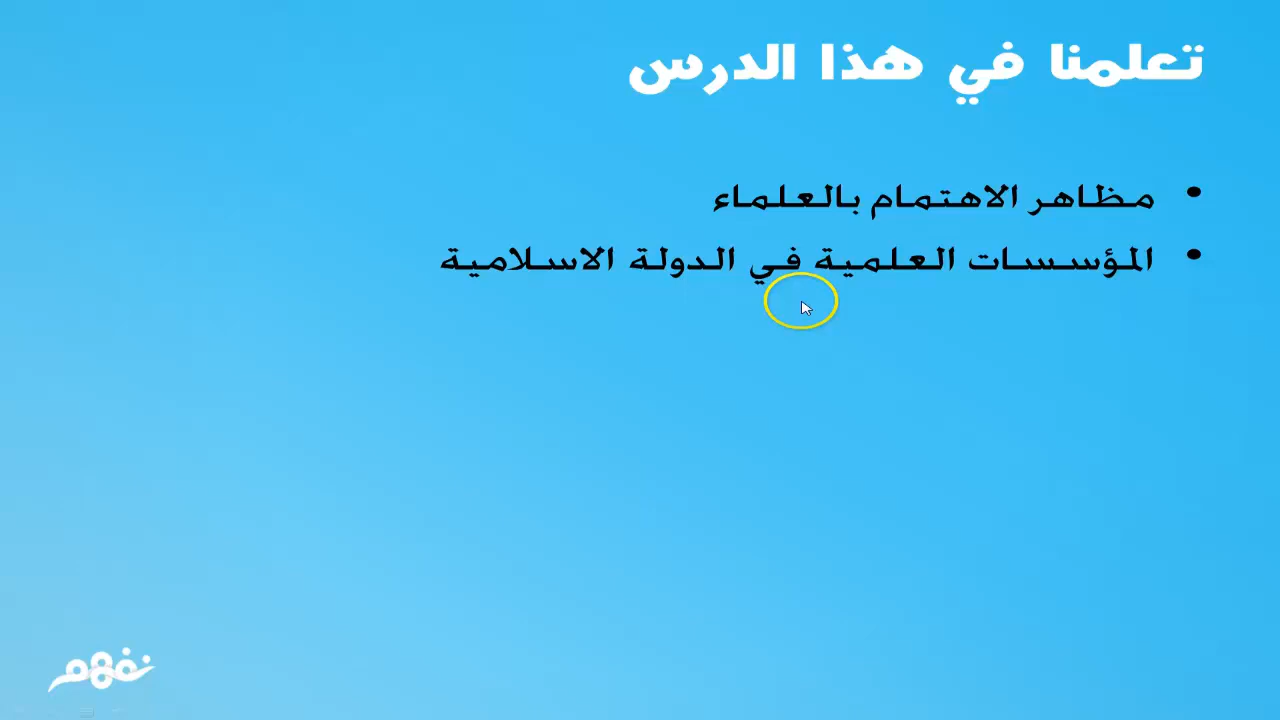 تعلمنا في هذا الدرس
• مظاهر الاهتمام بالعلماء
• المؤسسات العلمية في الدولة الاسلامية
نفهم